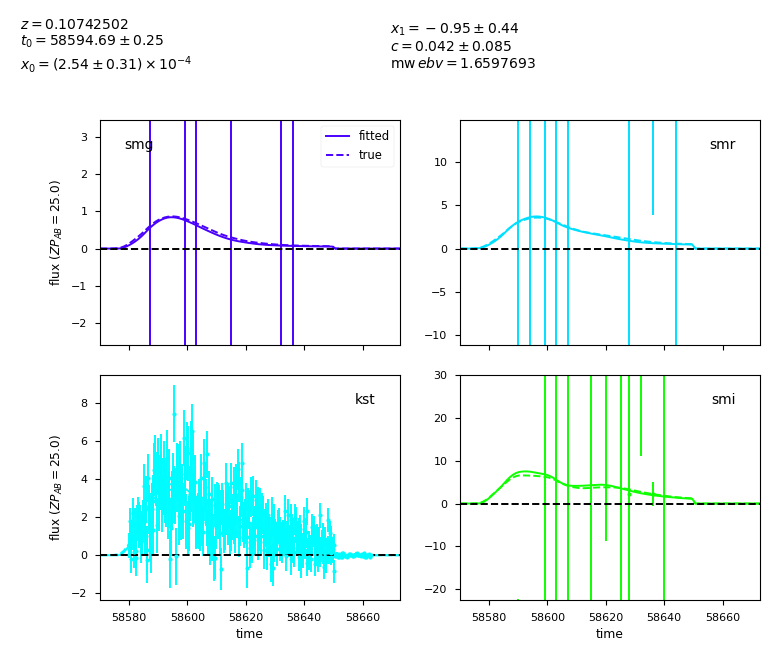 z = 0.10742502
t0 = 58594.69 ± 0.25
x0 = (2.54 ± 0.31) × 10^−4
x1 = −0.95 ± 0.44
c = 0.042 ± 0.085
mw ebv = 1.6597693
smg
fitted
true
3
2
1
0
−1
−2
flux (ZP_AB = 25.0)
smr
10
5
0
−5
−10
kst
8
6
4
2
0
−2
flux (ZP_AB = 25.0)
58580 58600 58620 58640 58660
time
smi
30
20
10
0
−10
−20
58580 58600 58620 58640 58660
time